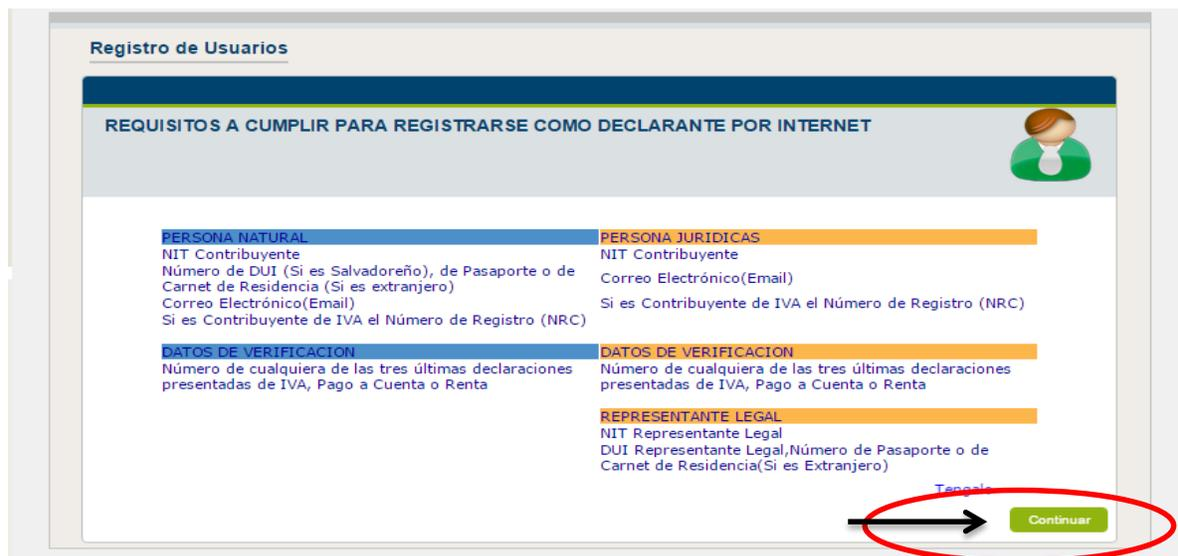 Registro de Usuarios
REQUISITOS A CUMPLIR PARA REGISTRARSE COMO DECLARANTE POR INTERNET
PERSONA NATURAL
NIT Contribuyente
Número de DUI (Si es Salvadoreño), de Pasaporte o de
Carnet de Residencia (Si es extranjero)
Correo Electrónico(Email)
Si es Contribuyente de IVA el Número de Registro (NRC)
DATOS DE VERIFICACION
Número de cualquiera de las tres últimas declaraciones
presentadas de IVA, Pago a Cuenta o Renta
PERSONA JURIDICAS
NIT Contribuyente
Correo Electrónico(Email)
Si es Contribuyente de IVA el Número de Registro (NRC)
DATOS DE VERIFICACION
Número de cualquiera de las tres últimas declaraciones
presentadas de IVA, Pago a Cuenta o Renta
REPRESENTANTE LEGAL
NIT Representante Legal
DUI Representante Legal,Número de Pasaporte o de
Carnet de Residencia(Si es Extranjero)
Tengalo
Continuar